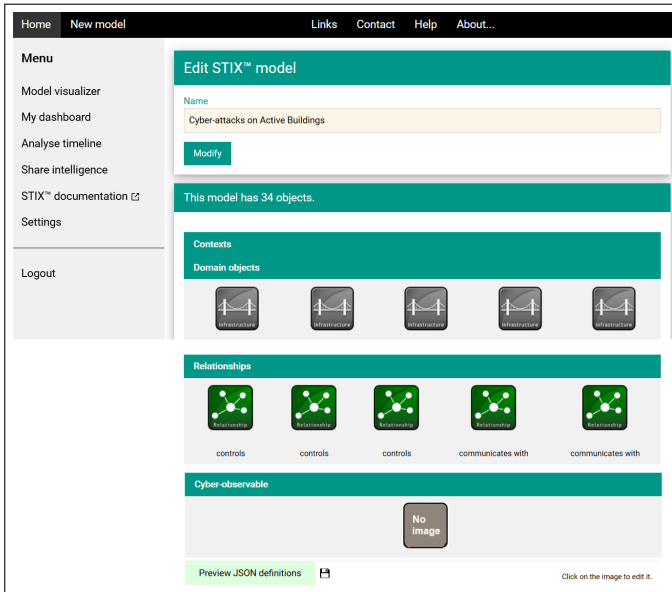 Home New model Links Contact Help About...
Menu
Model visualizer
My dashboard
Analyse timeline
Share intelligence
STIX™ documentation
Settings
Logout
Edit STIX™ model
Name
Cyber-attacks on Active Buildings
Modify
This model has 34 objects.
Contexts
Domain objects
Infrastructure Infrastructure Infrastructure Infrastructure Infrastructure
Relationships
Relationship Relationship Relationship Relationship Relationship
controls controls controls communicates with communicates with
Cyber-observable
No
image
Preview JSON definitions
Click on the image to edit it.